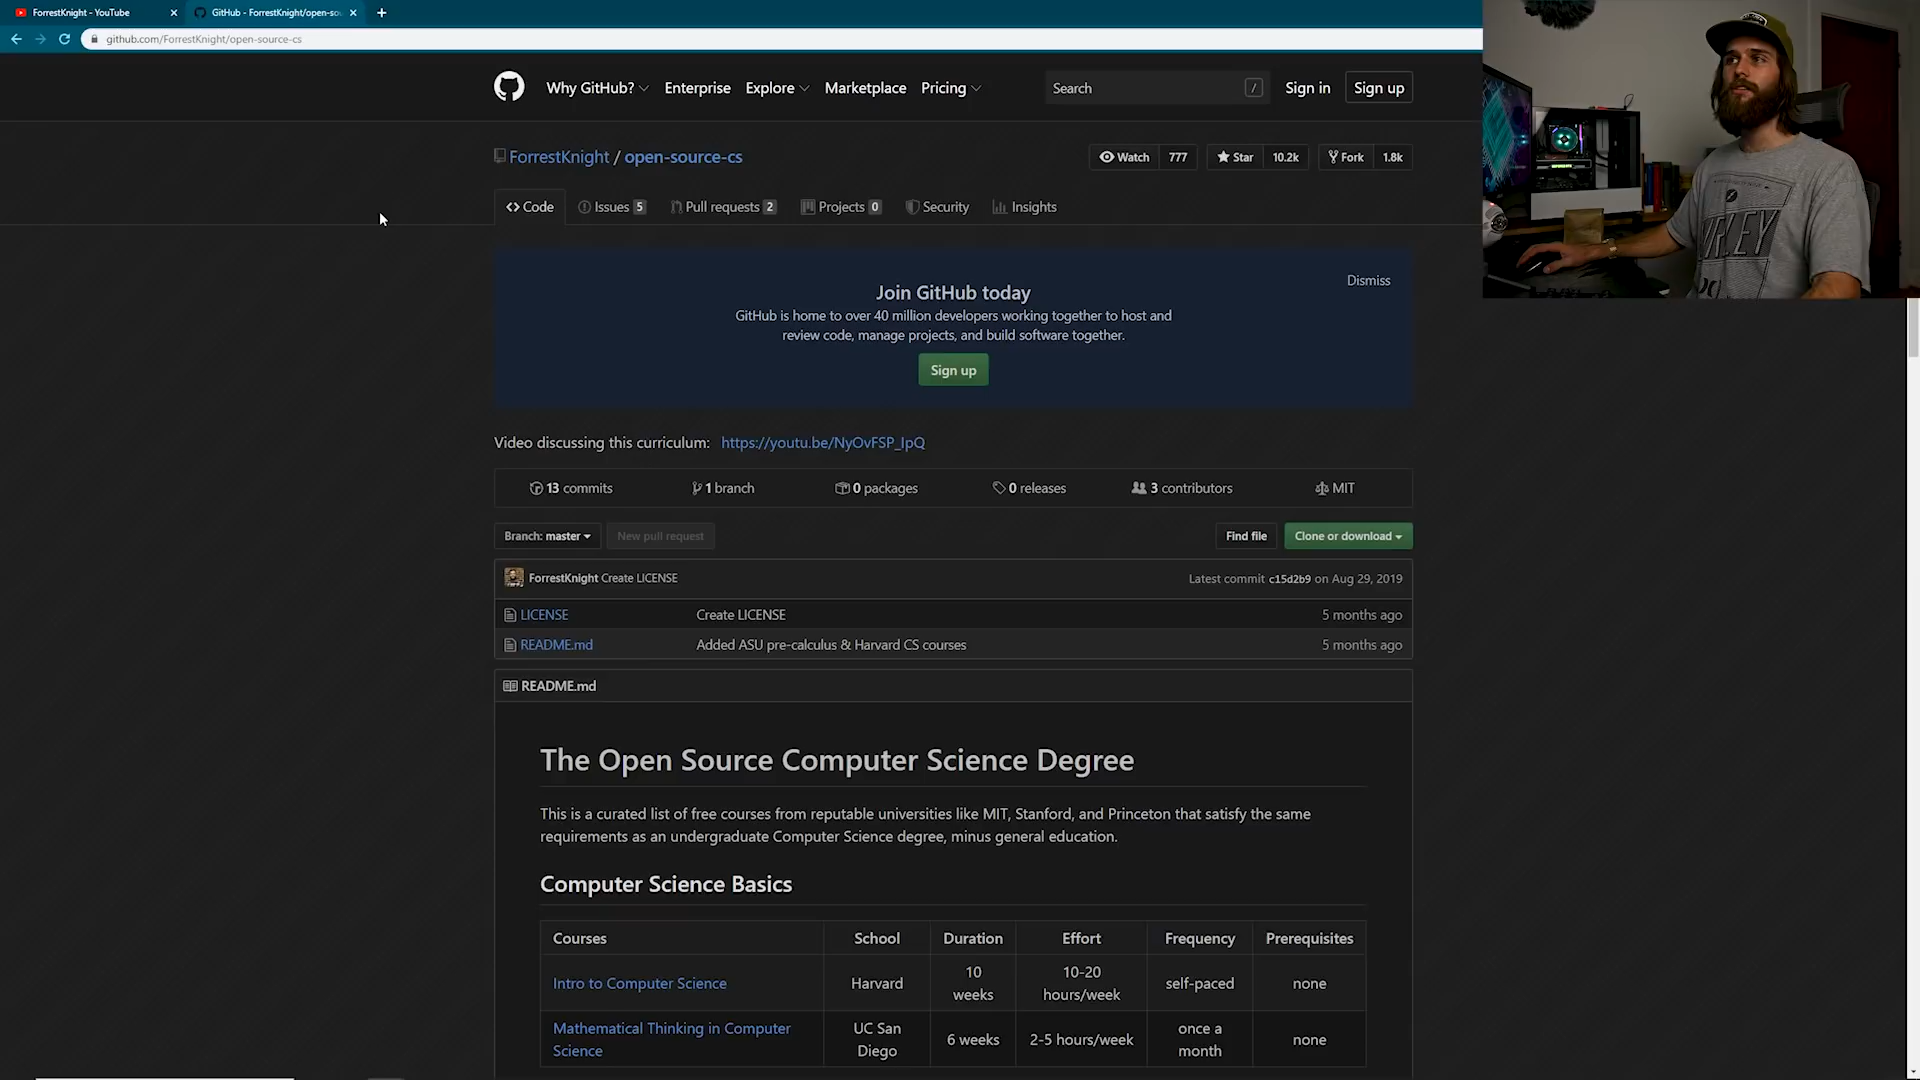 ForrestKnight - YouTube
GitHub - ForrestKnight/open-sou
github.com/ForrestKnight/open-source-cs
Why GitHub? Enterprise Explore Marketplace Pricing Search / Sign in Sign up
ForrestKnight / open-source-cs
Watch 777 Star 10.2k Fork 1.8k
Code Issues 5 Pull requests 2 Projects 0 Security Insights
Join GitHub today
Dismiss
GitHub is home to over 40 million developers working together to host and
review code, manage projects, and build software together.
Sign up
Video discussing this curriculum: https://youtu.be/NyOvFSP_IpQ
13 commits 1 branch 0 packages 0 releases 3 contributors MIT
Branch: master New pull request Find file Clone or download
ForrestKnight Create LICENSE Latest commit c15d2b9 on Aug 29, 2019
LICENSE Create LICENSE 5 months ago
README.md Added ASU pre-calculus & Harvard CS courses 5 months ago
README.md
The Open Source Computer Science Degree
This is a curated list of free courses from reputable universities like MIT, Stanford, and Princeton that satisfy the same
requirements as an undergraduate Computer Science degree, minus general education.
Computer Science Basics
Courses School Duration Effort Frequency Prerequisites
Intro to Computer Science Harvard 10 weeks 10-20 hours/week self-paced none
Mathematical Thinking in Computer Science UC San Diego 6 weeks 2-5 hours/week once a month none